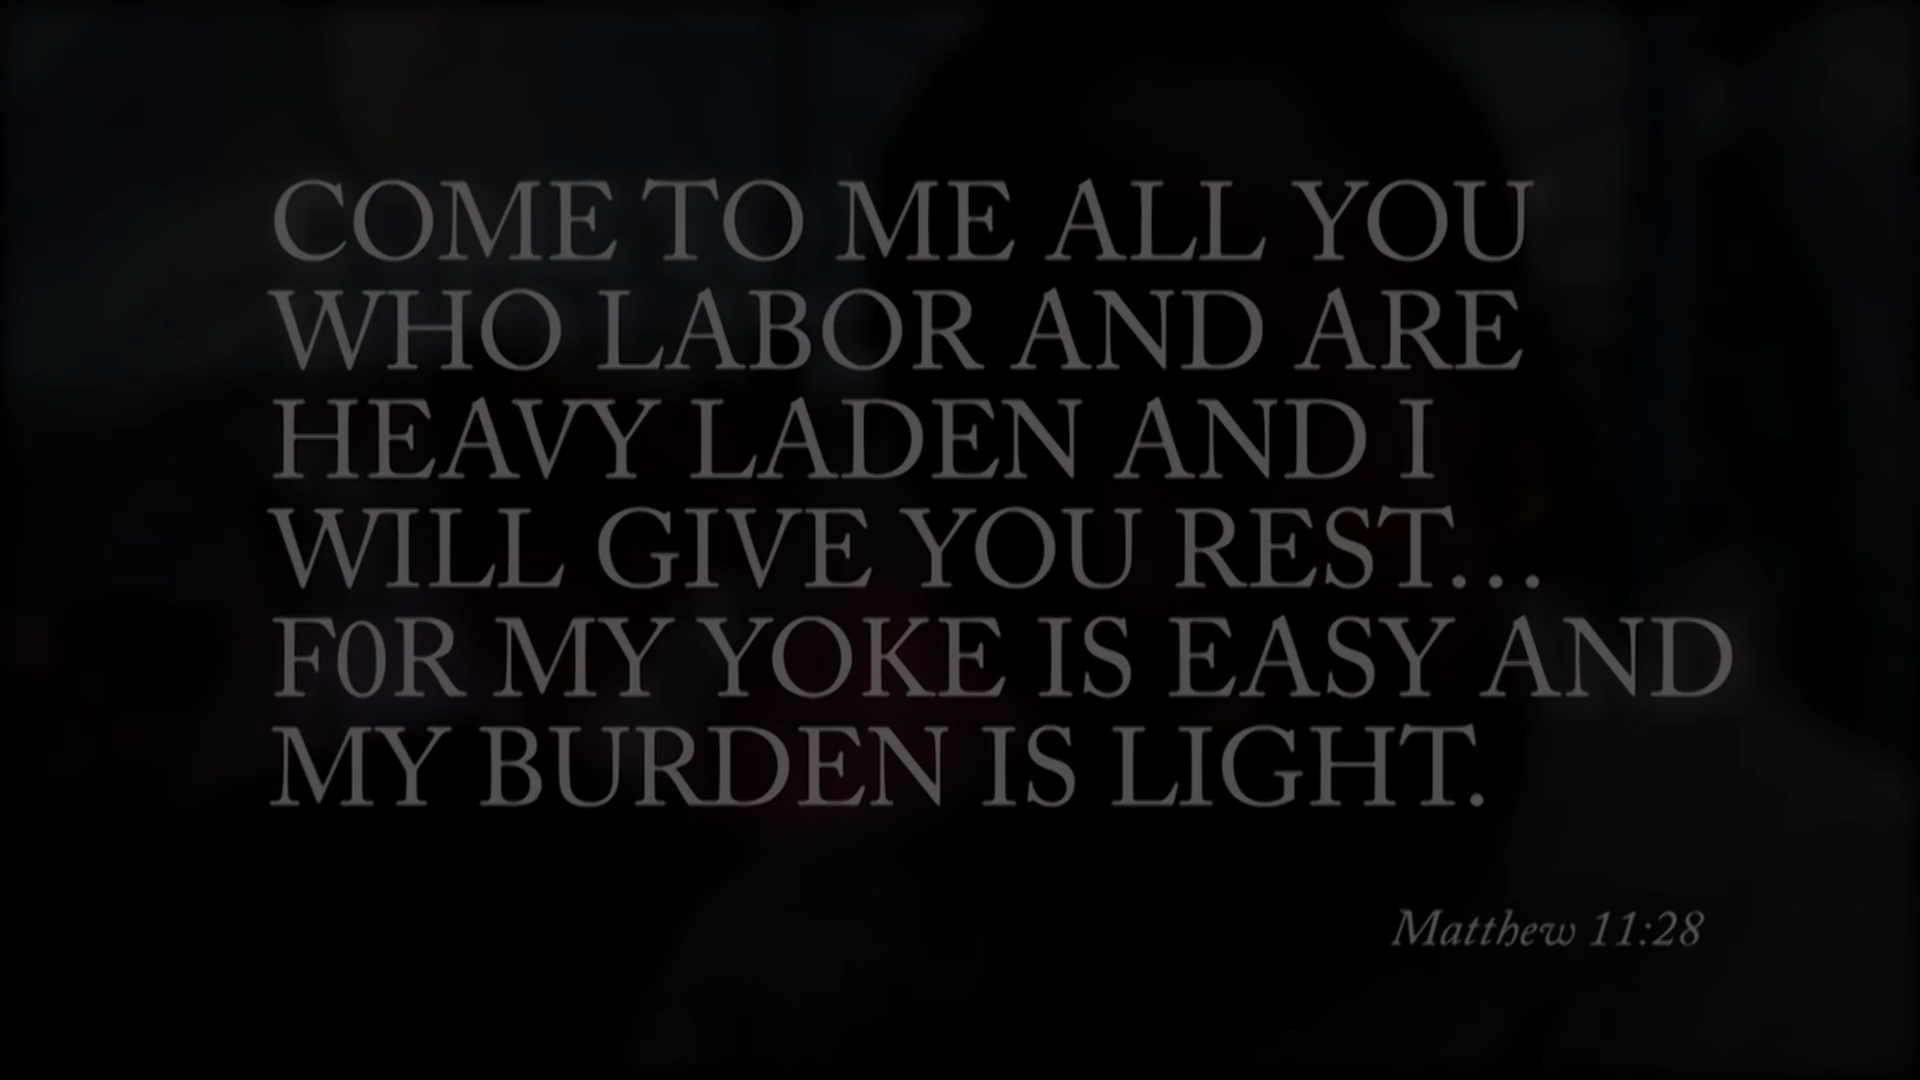 COME TO ME ALL YOU
WHO LABOR AND ARE
HEAVY LADEN AND I
WILL GIVE YOU REST...
F0R MY YOKE IS EASY AND
MY BURDEN IS LIGHT.
Matthew 11:28